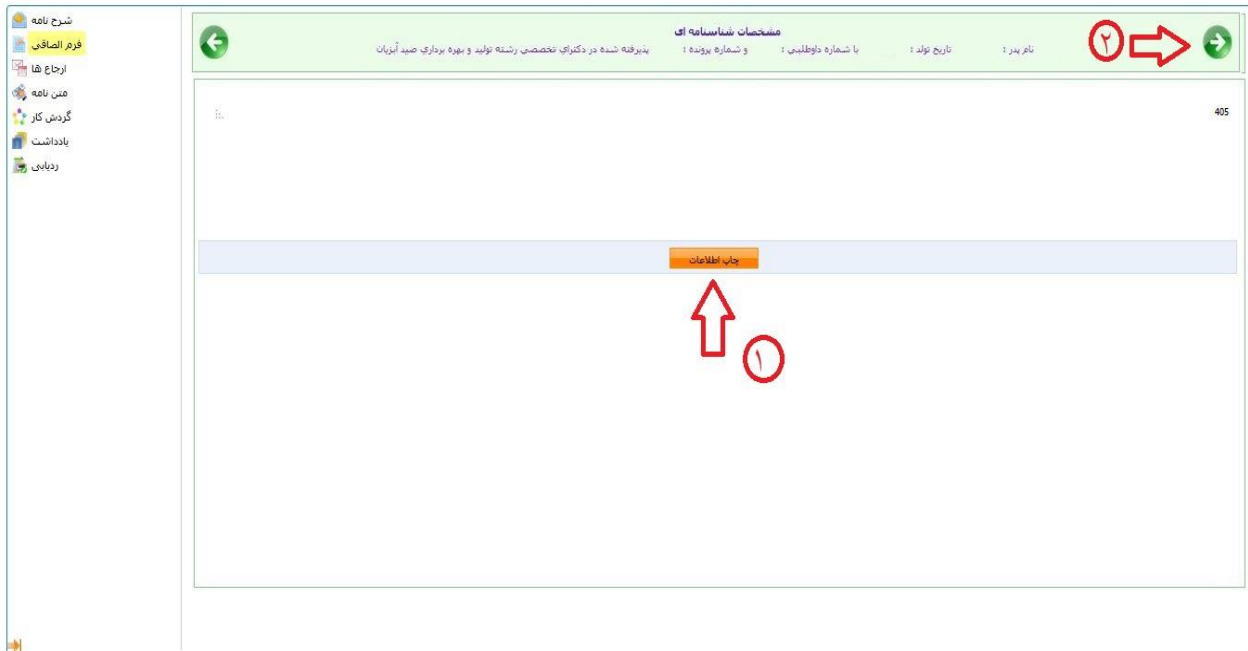 شرح نامه
فرم الصاقی
ارجاع ها
متن نامه
گردش کار
یادداشت
ردیابی
مشخصات شناسنامه ای
نام پدر : تاریخ تولد : با شماره داوطلبی : و شماره پرونده : پذیرفته شده در دکترای تخصصی رشته تولید و بهره برداری صید آبزیان
۲
405
چاپ اطلاعات
۱